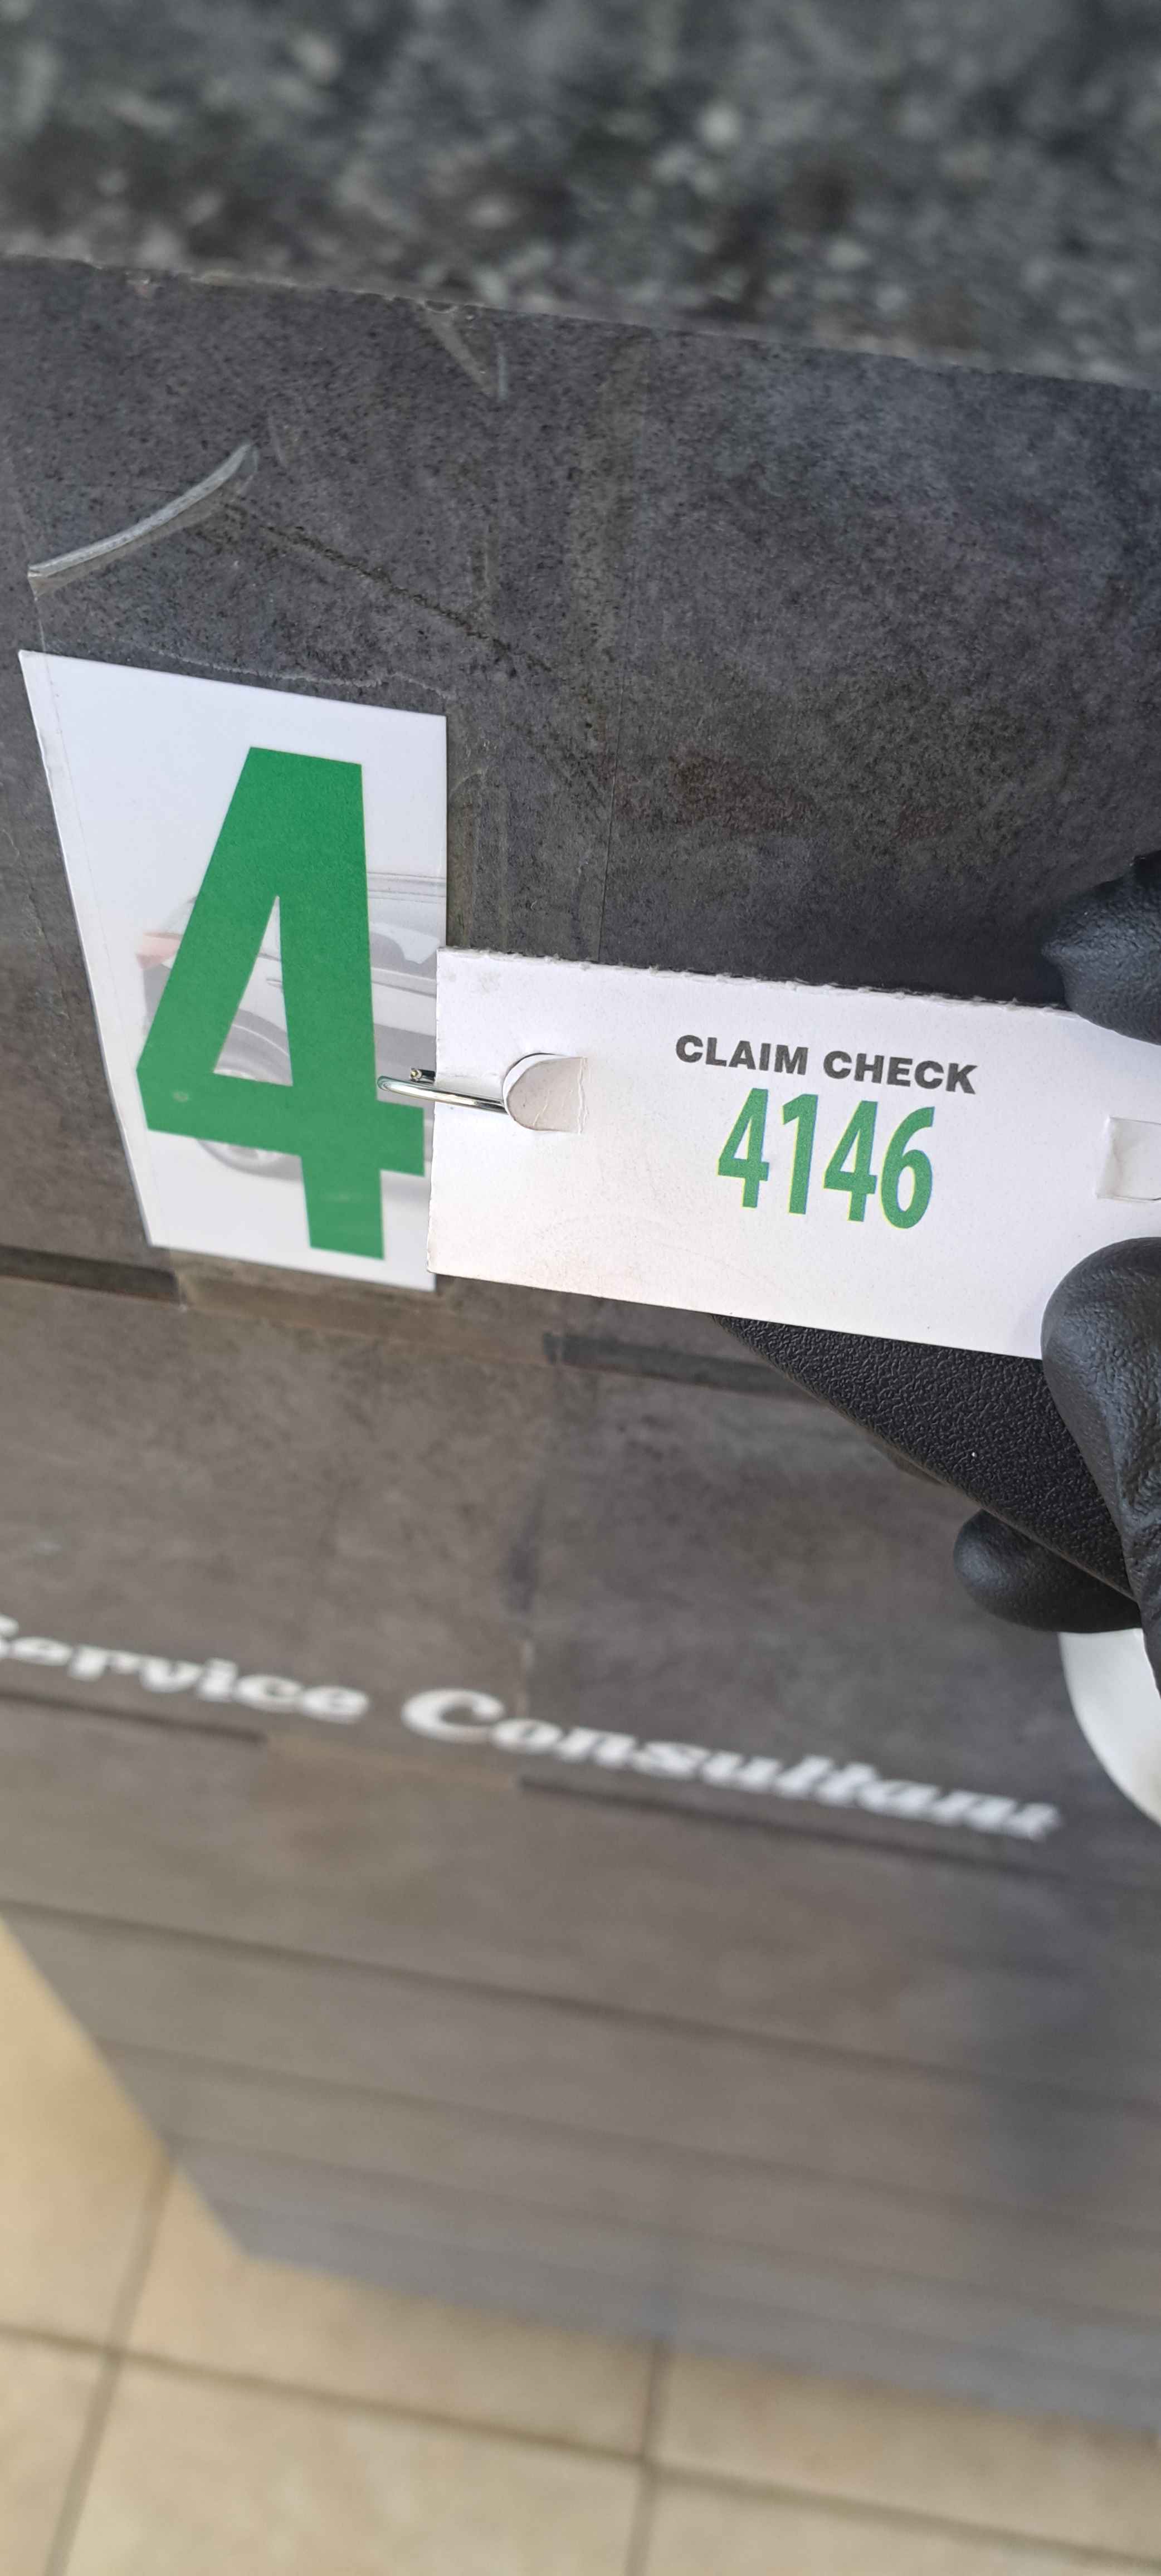 4
CLAIM CHECK
4146
Service Consultant